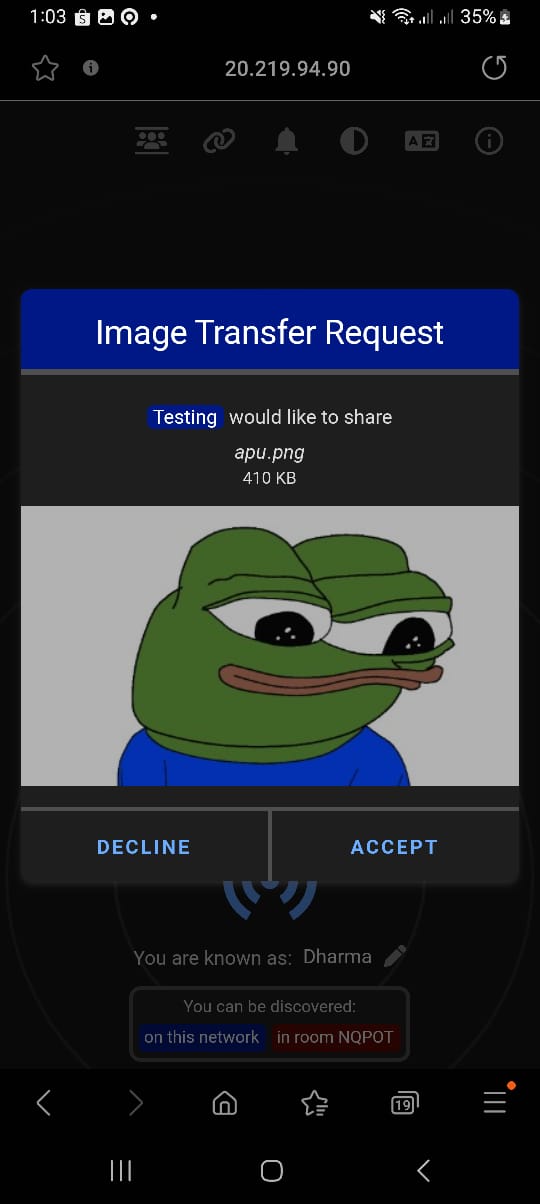 1:03
35%
20.219.94.90
Image Transfer Request
Testing would like to share
apu.png
410 KB
DECLINE
ACCEPT
You are known as: Dharma
You can be discovered:
on this network in room NQPOT
19